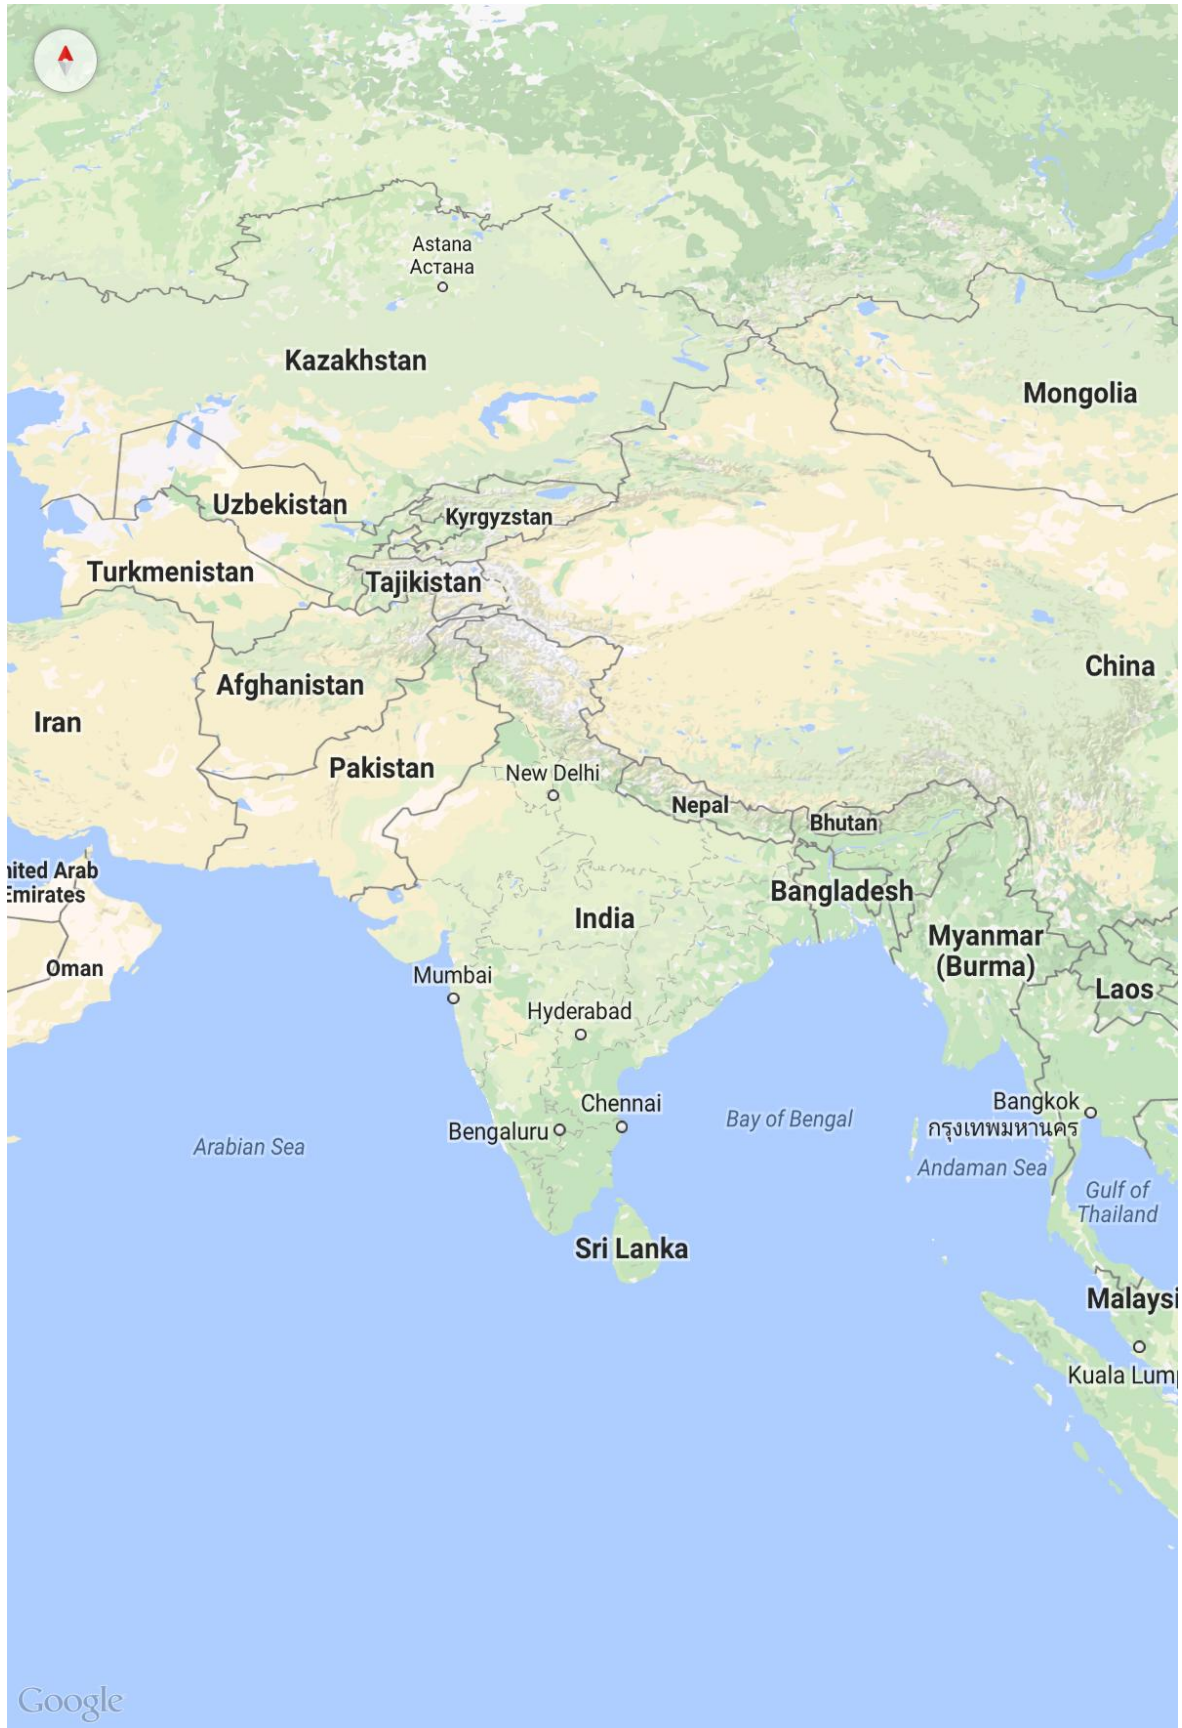 Astana
Астана
Kazakhstan
Mongolia
Uzbekistan
Kyrgyzstan
Turkmenistan
Tajikistan
China
Afghanistan
Iran
Pakistan
New Delhi
Nepal
Bhutan
nited Arab
Emirates
Bangladesh
India
Myanmar
(Burma)
Oman
Mumbai
Laos
Hyderabad
Chennai
Bangkok
กรุงเทพมหานคร
Bay of Bengal
Bengaluru
Arabian Sea
Andaman Sea
Gulf of
Thailand
Sri Lanka
Malaysi
Kuala Lump
Google